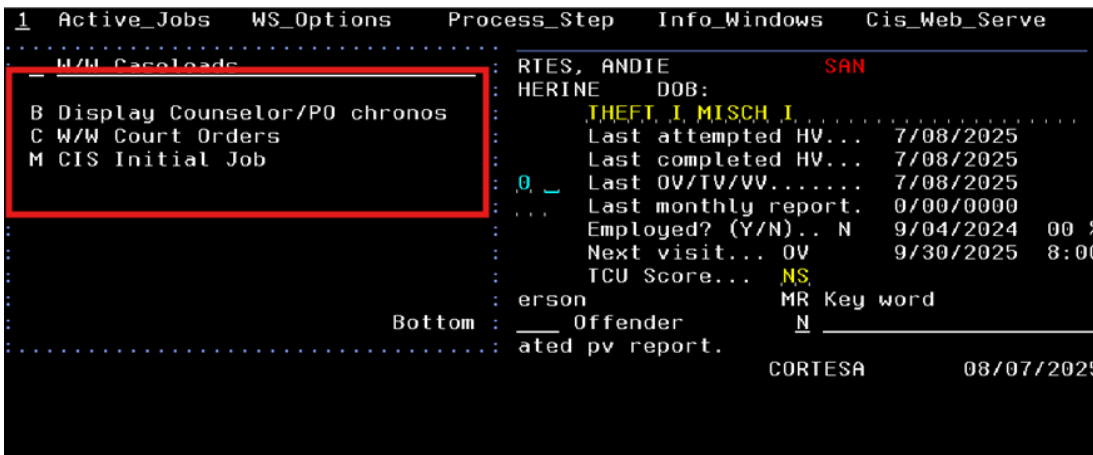 1 Active_Jobs WS_Options Process_Step Info_Windows Cis_Web_Serve
W/W Caseloads
B Display Counselor/PO chronos
C W/W Court Orders
M CIS Initial Job
Bottom
RTES, ANDIE SAN
HERINE DOB:
THEFT I MISCH I
Last attempted HV... 7/08/2025
Last completed HV... 7/08/2025
0 _ Last OV/TV/VV....... 7/08/2025
Last monthly report. 0/00/0000
Employed? (Y/N).. N 9/04/2024 00 %
Next visit... OV 9/30/2025 8:00
TCU Score... NS
erson MR Key word
___ Offender N
ated pv report.
CORTESA 08/07/2025